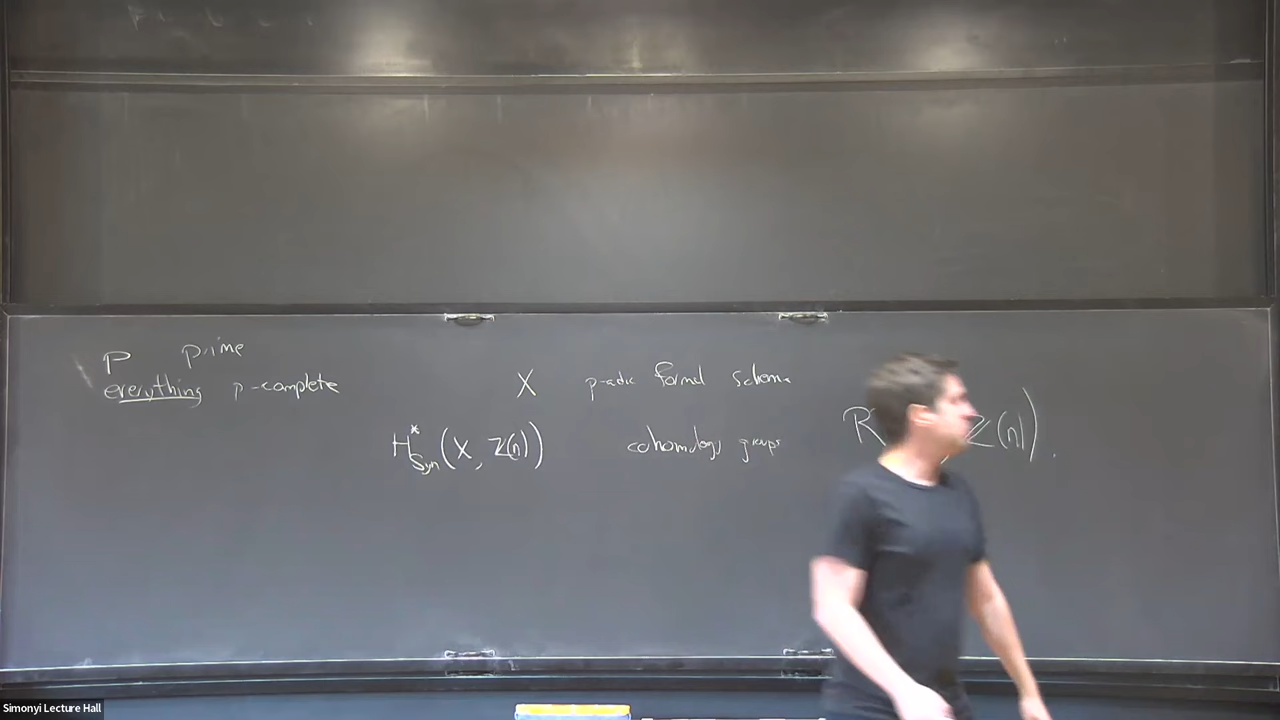 p prime
everything p-complete
X p-adic formal scheme
H*Syn(X, Z(n)) cohomology groups R Z(n)).
Simonyi Lecture Hall